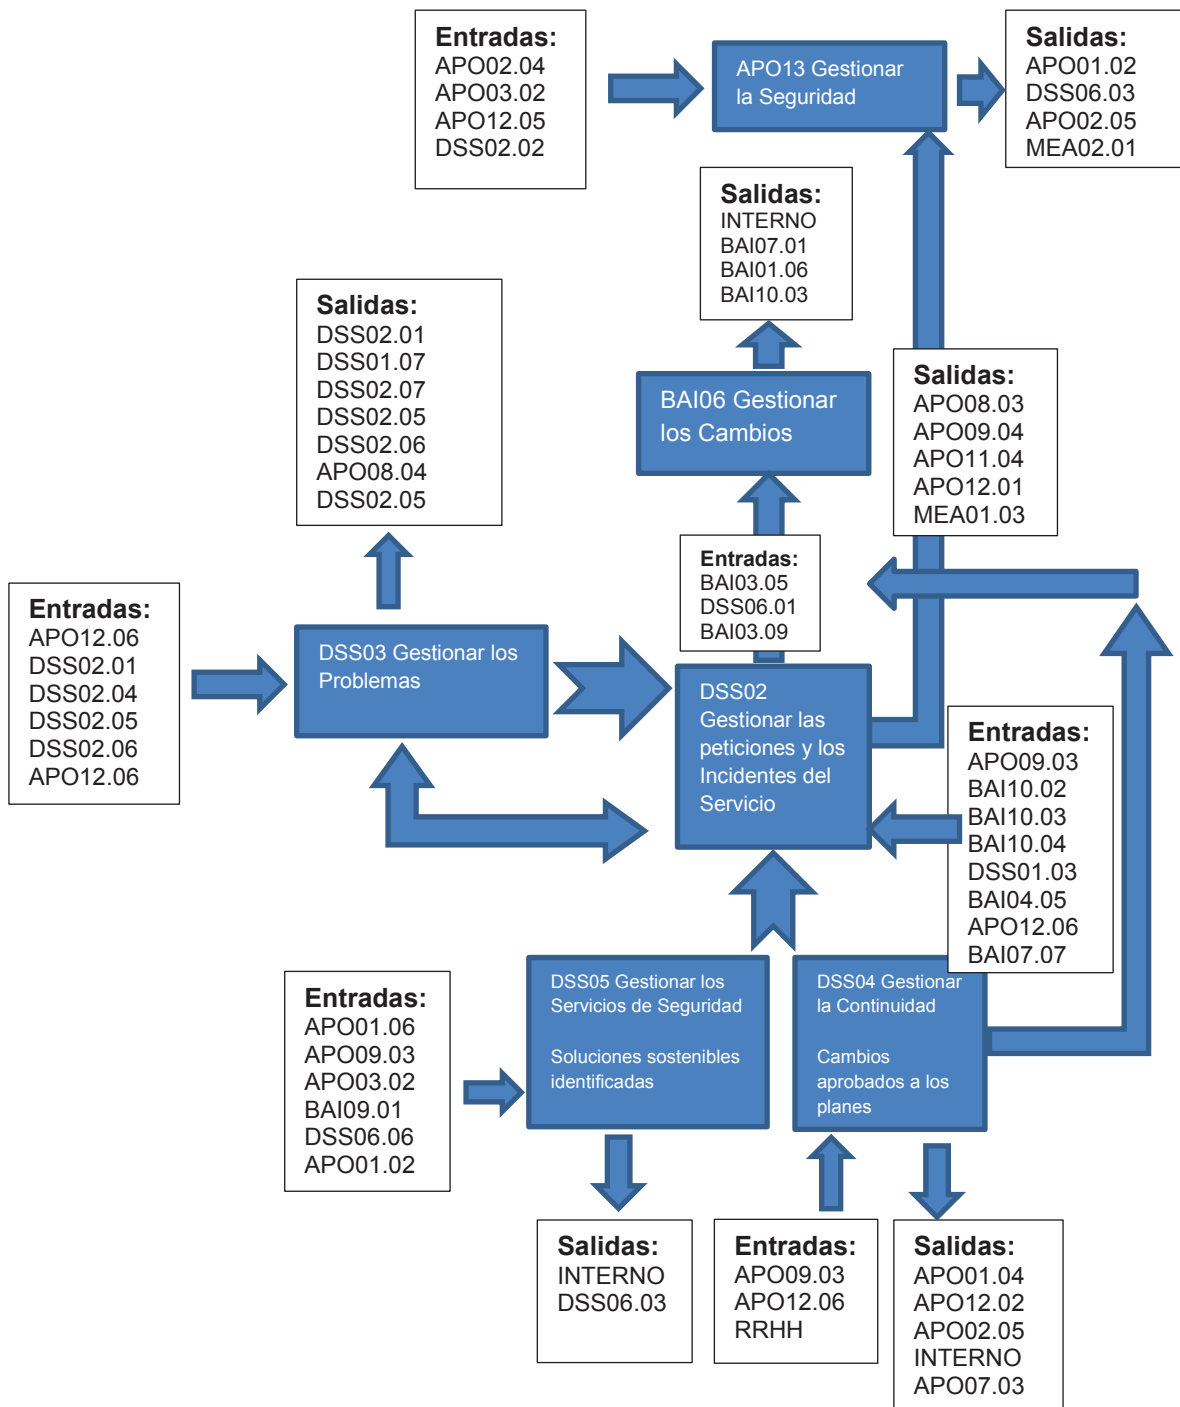 Entradas:
APO02.04
APO03.02
APO12.05
DSS02.02
APO13 Gestionar
la Seguridad
Salidas:
APO01.02
DSS06.03
APO02.05
MEA02.01
Salidas:
INTERNO
BAI07.01
BAI01.06
BAI10.03
Salidas:
DSS02.01
DSS01.07
DSS02.07
DSS02.05
DSS02.06
APO08.04
DSS02.05
BAI06 Gestionar
los Cambios
Salidas:
APO08.03
APO09.04
APO11.04
APO12.01
MEA01.03
Entradas:
BAI03.05
DSS06.01
BAI03.09
Entradas:
APO12.06
DSS02.01
DSS02.04
DSS02.05
DSS02.06
APO12.06
DSS03 Gestionar los
Problemas
DSS02
Gestionar las
peticiones y los
Incidentes del
Servicio
Entradas:
APO09.03
BAI10.02
BAI10.03
BAI10.04
DSS01.03
BAI04.05
APO12.06
BAI07.07
Entradas:
APO01.06
APO09.03
APO03.02
BAI09.01
DSS06.06
APO01.02
DSS05 Gestionar los
Servicios de Seguridad
Soluciones sostenibles
identificadas
DSS04 Gestionar
la Continuidad
Cambios
aprobados a los
planes
Salidas:
INTERNO
DSS06.03
Entradas:
APO09.03
APO12.06
RRHH
Salidas:
APO01.04
APO12.02
APO02.05
INTERNO
APO07.03